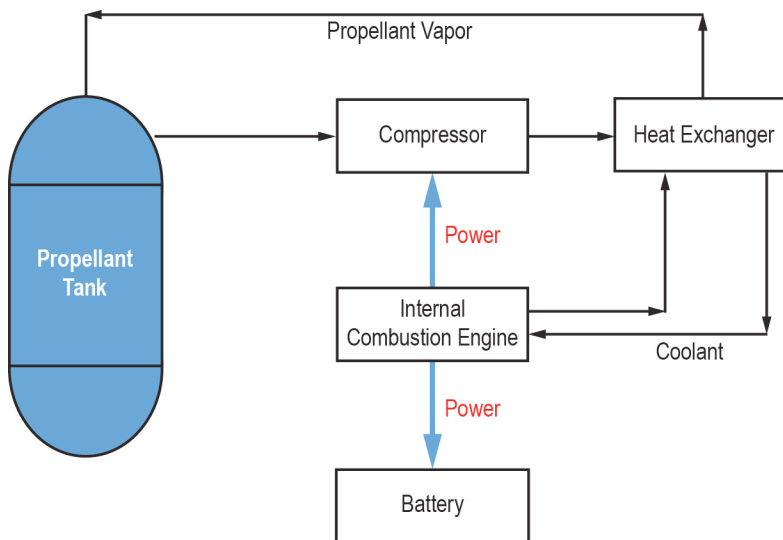 Propellant Vapor
Compressor
Heat Exchanger
Power
Propellant
Tank
Internal
Combustion Engine
Coolant
Power
Battery